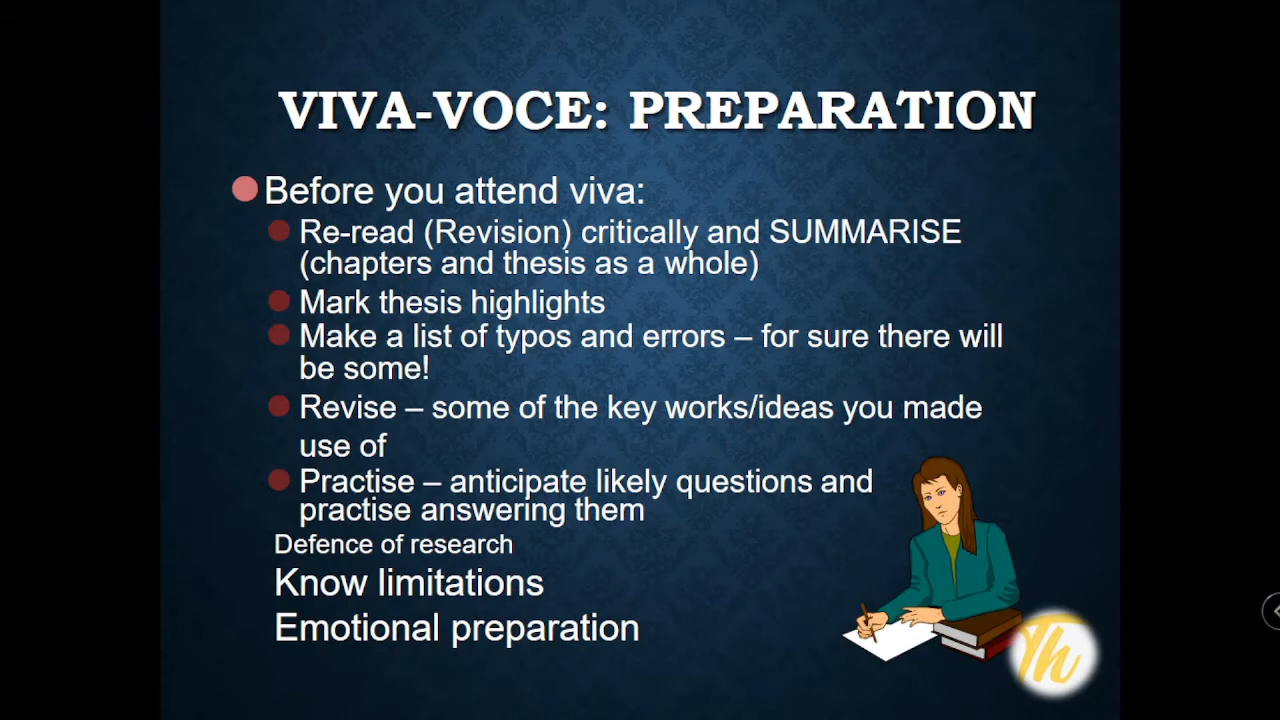 VIVA-VOCE: PREPARATION
Before you attend viva:
Re-read (Revision) critically and SUMMARISE
(chapters and thesis as a whole)
Mark thesis highlights
Make a list of typos and errors – for sure there will
be some!
Revise – some of the key works/ideas you made
use of
Practise – anticipate likely questions and
practise answering them
Defence of research
Know limitations
Emotional preparation
Th